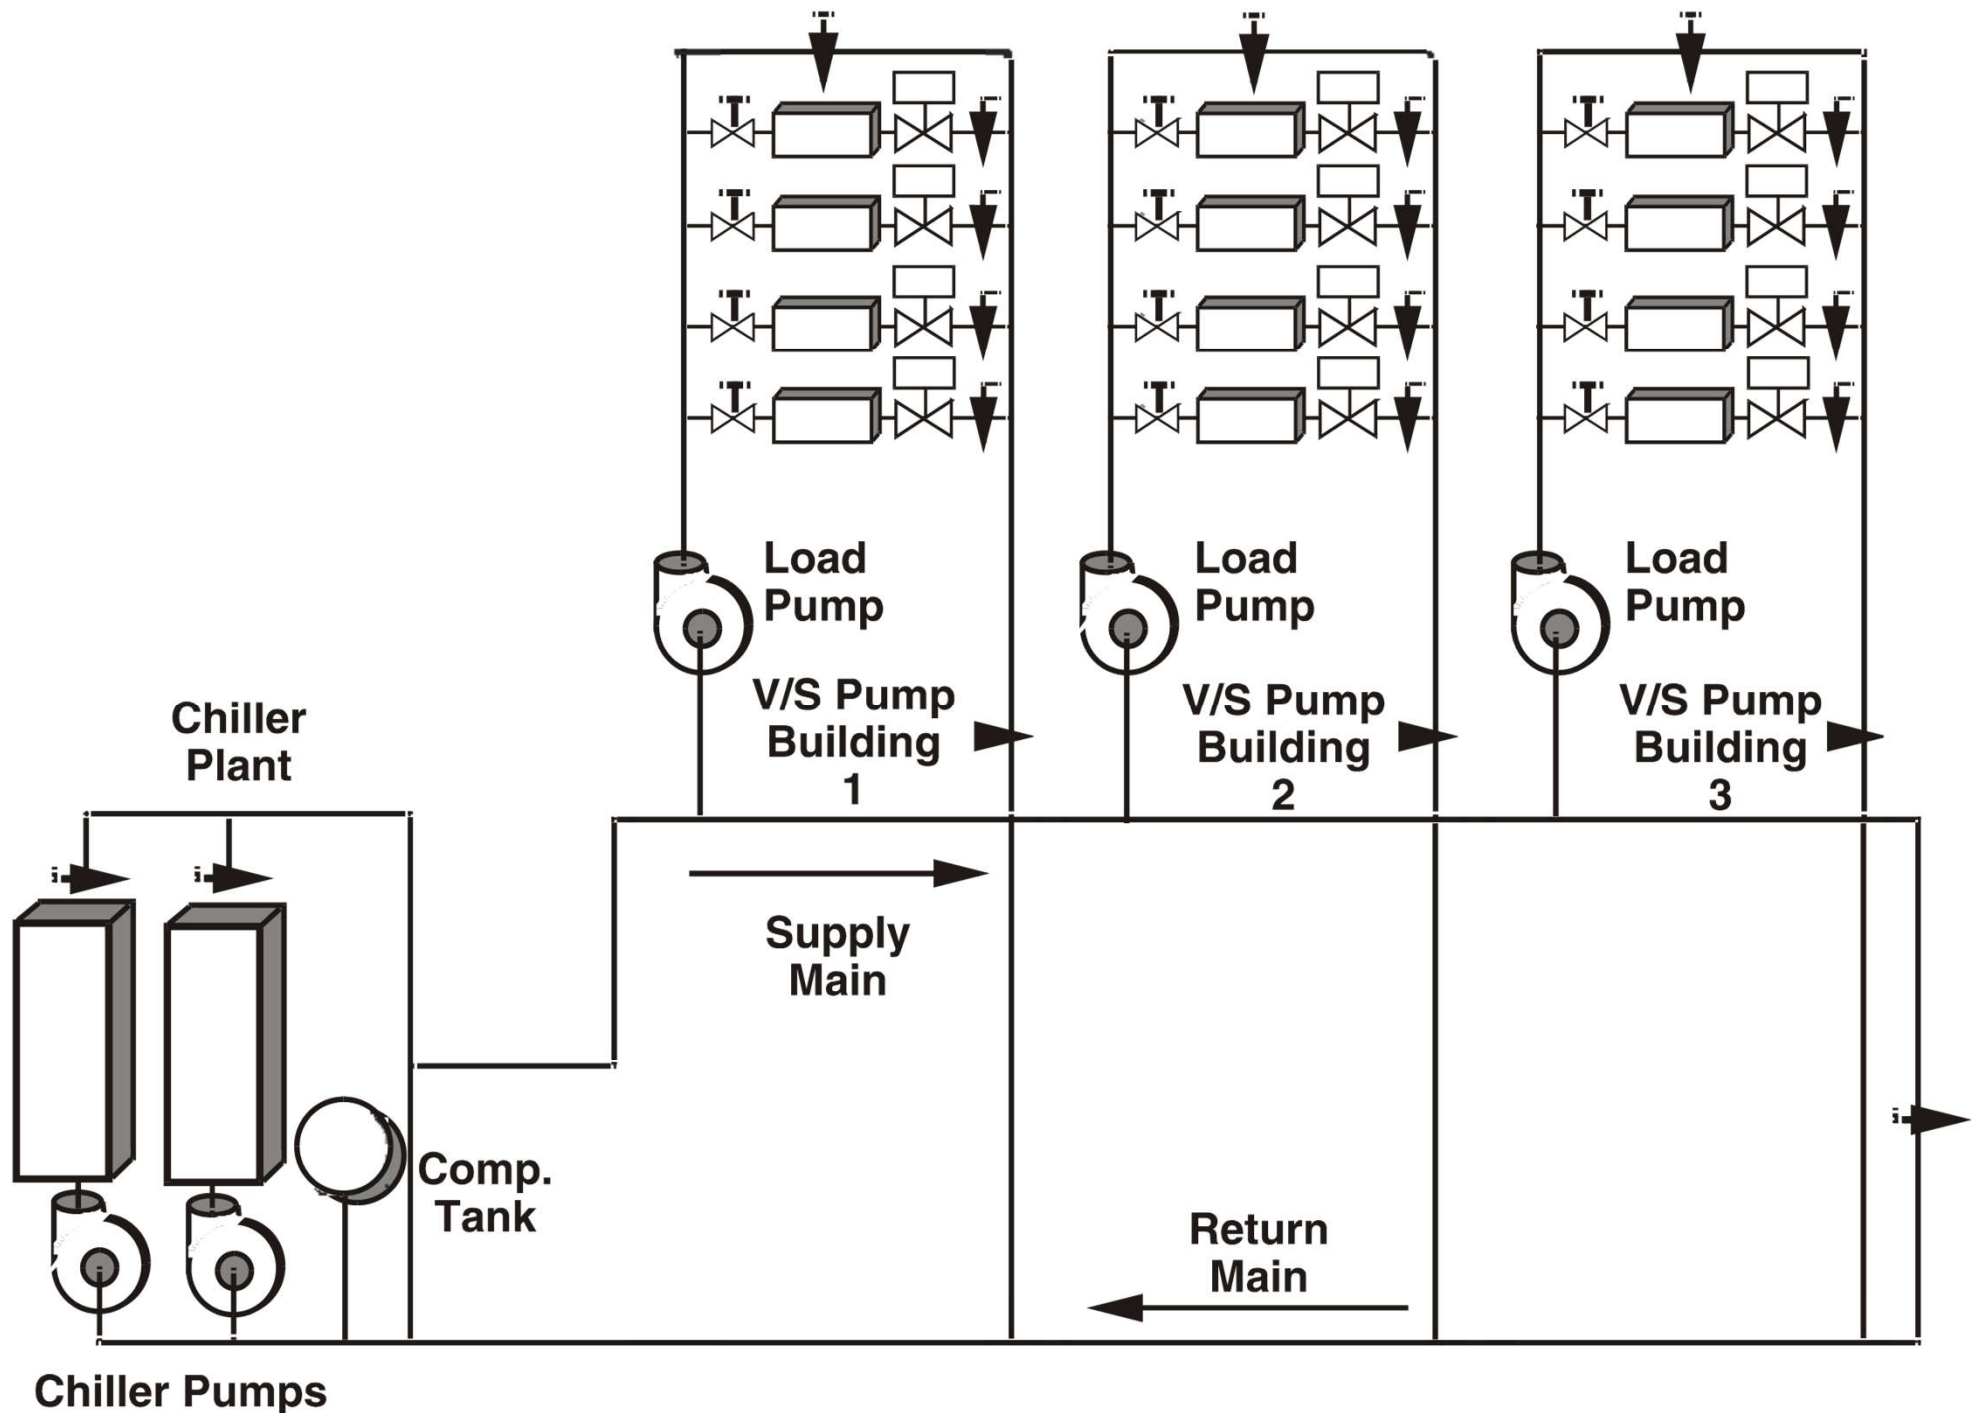 Load
Pump
Load
Pump
Load
Pump
V/S Pump
Building
1
V/S Pump
Building
2
V/S Pump
Building
3
Chiller
Plant
Supply
Main
Comp.
Tank
Return
Main
Chiller Pumps